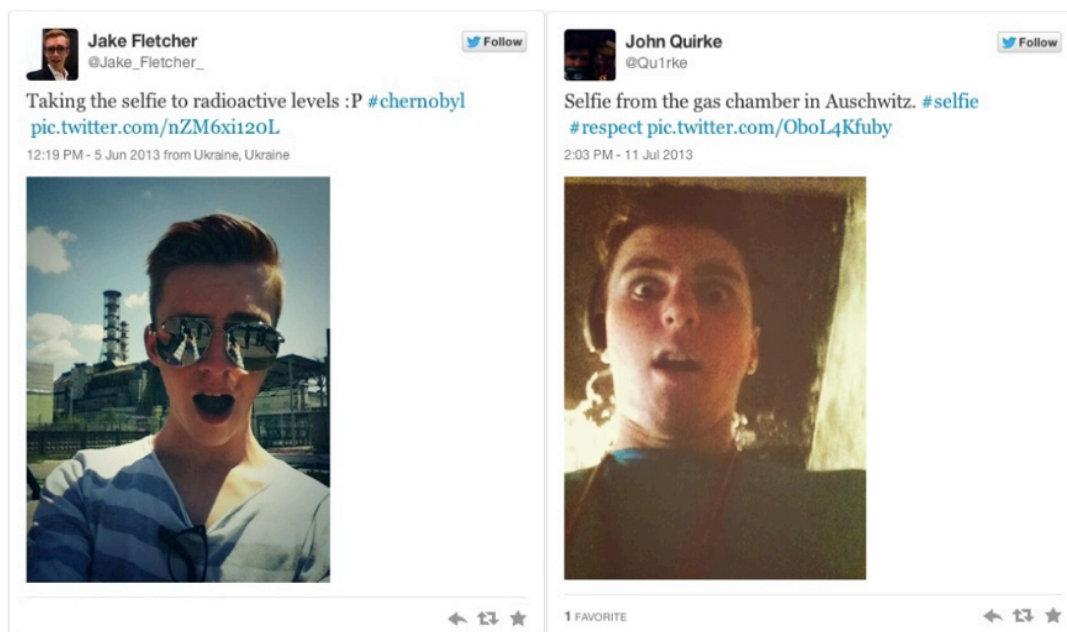 Jake Fletcher
@Jake_Fletcher_
Follow
Taking the selfie to radioactive levels :P #chernobyl
pic.twitter.com/nZM6xi120L
12:19 PM - 5 Jun 2013 from Ukraine, Ukraine
John Quirke
@Qu1rke
Follow
Selfie from the gas chamber in Auschwitz. #selfie
#respect pic.twitter.com/OboL4Kfuby
2:03 PM - 11 Jul 2013
1 FAVORITE